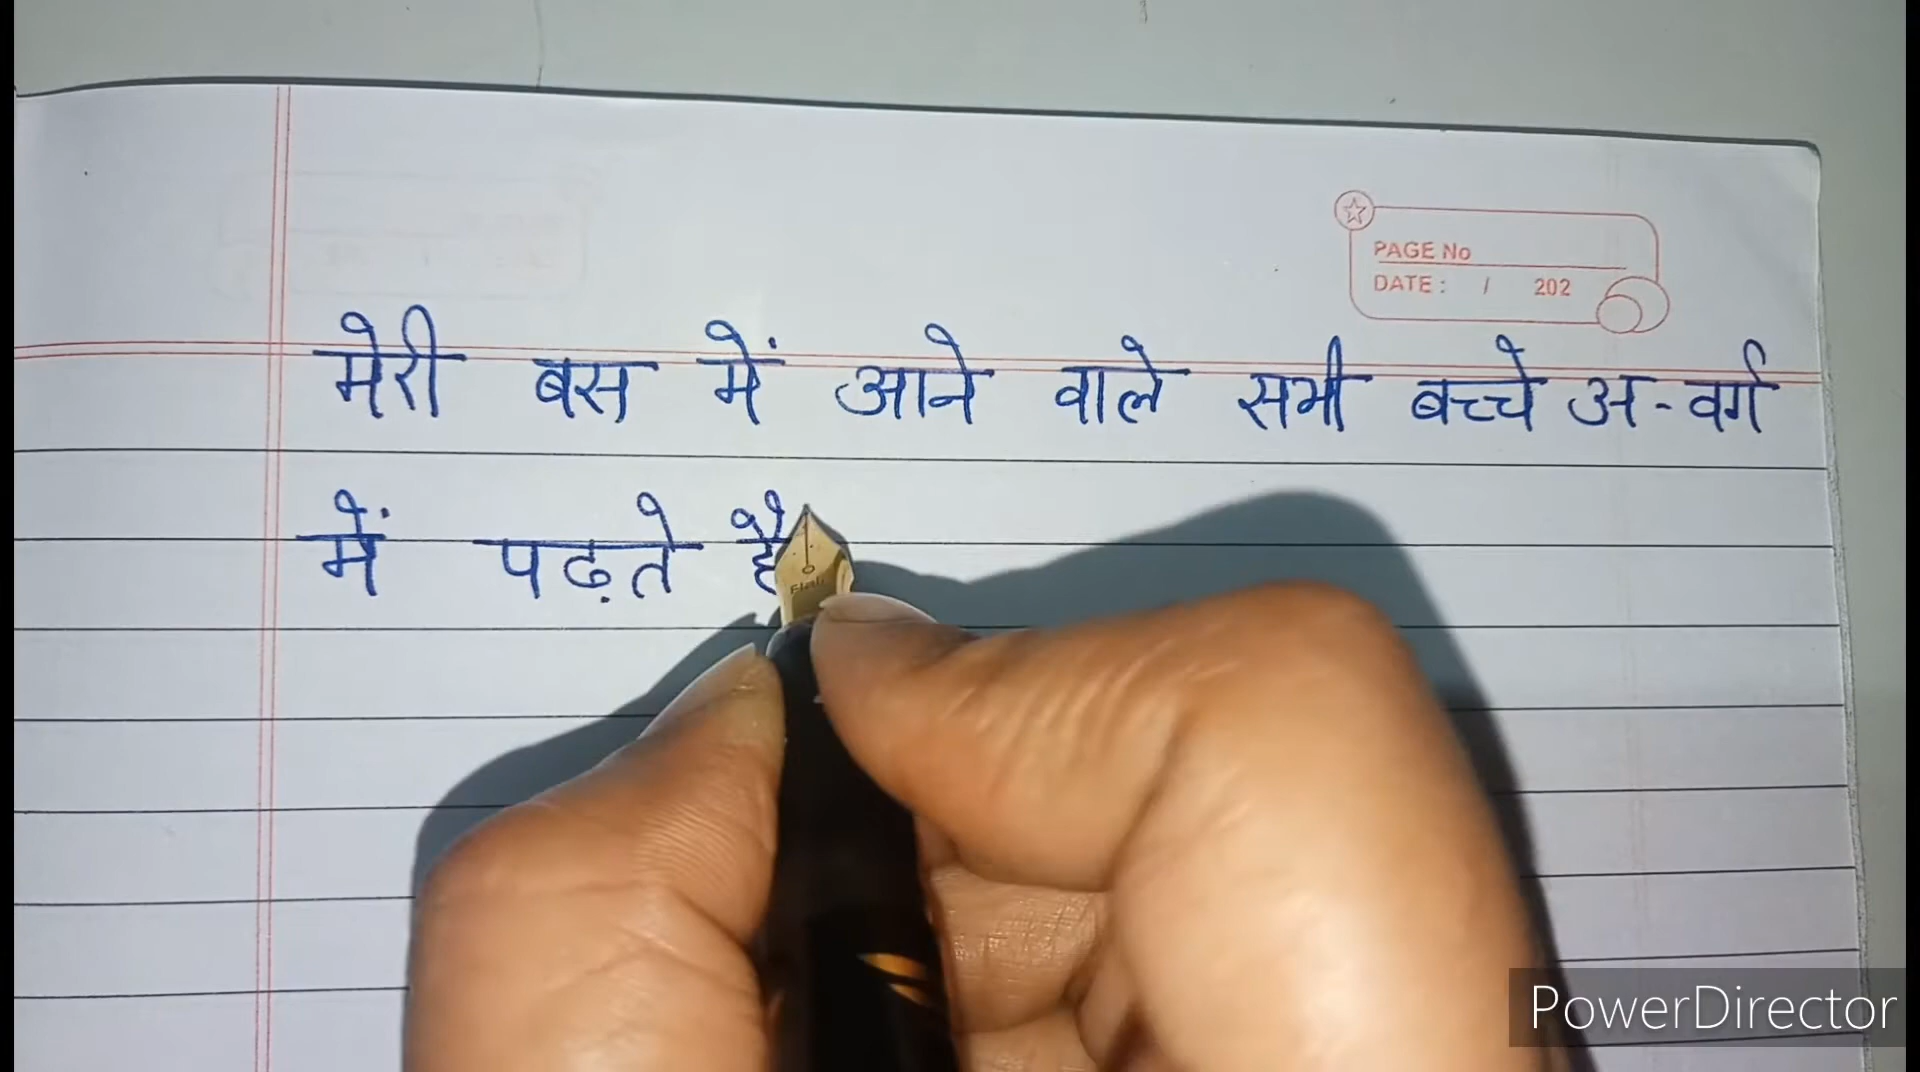 PAGE No
DATE : / 202
मेरी बस में आने वाले सभी बच्चे अ-वर्ग
में पढ़ते है
PowerDirector